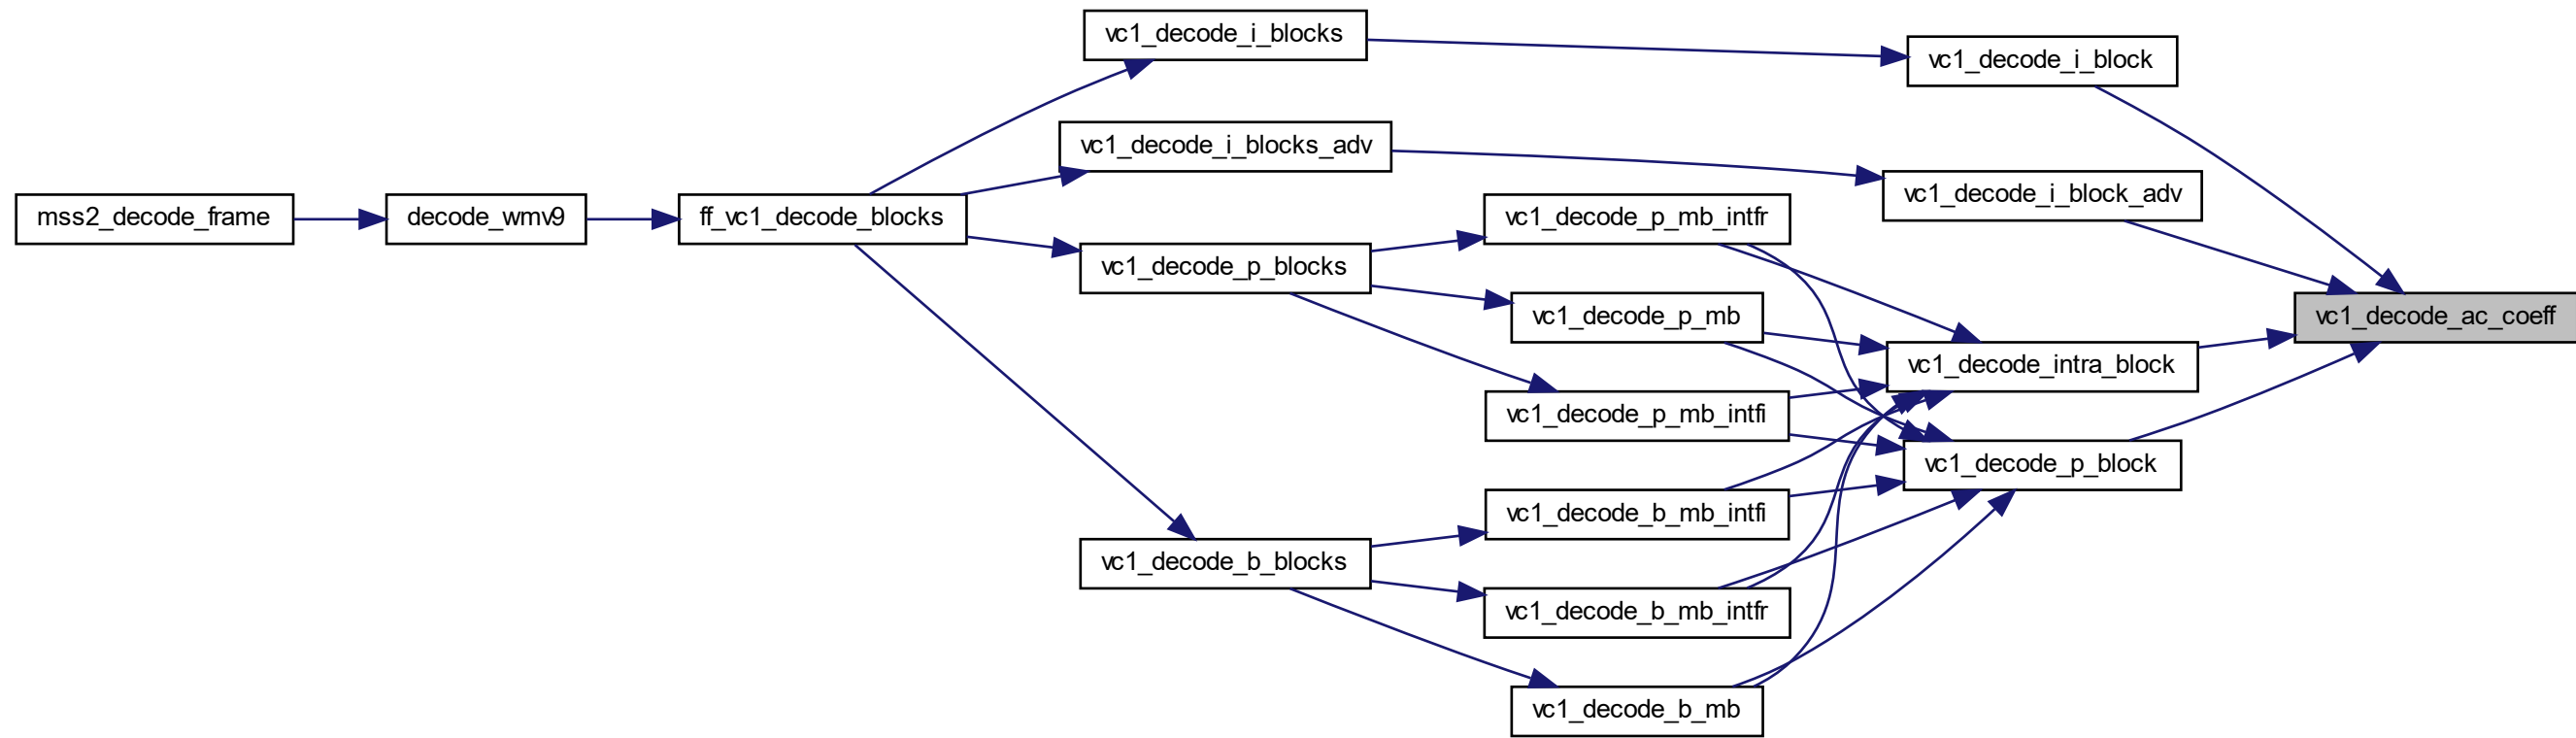 vc1_decode_i_blocks
vc1_decode_i_block
vc1_decode_i_blocks_adv
vc1_decode_i_block_adv
mss2_decode_frame
decode_wmv9
ff_vc1_decode_blocks
vc1_decode_p_mb_intfr
vc1_decode_p_blocks
vc1_decode_p_mb
vc1_decode_ac_coeff
vc1_decode_intra_block
vc1_decode_p_mb_intfi
vc1_decode_p_block
vc1_decode_b_mb_intfi
vc1_decode_b_blocks
vc1_decode_b_mb_intfr
vc1_decode_b_mb